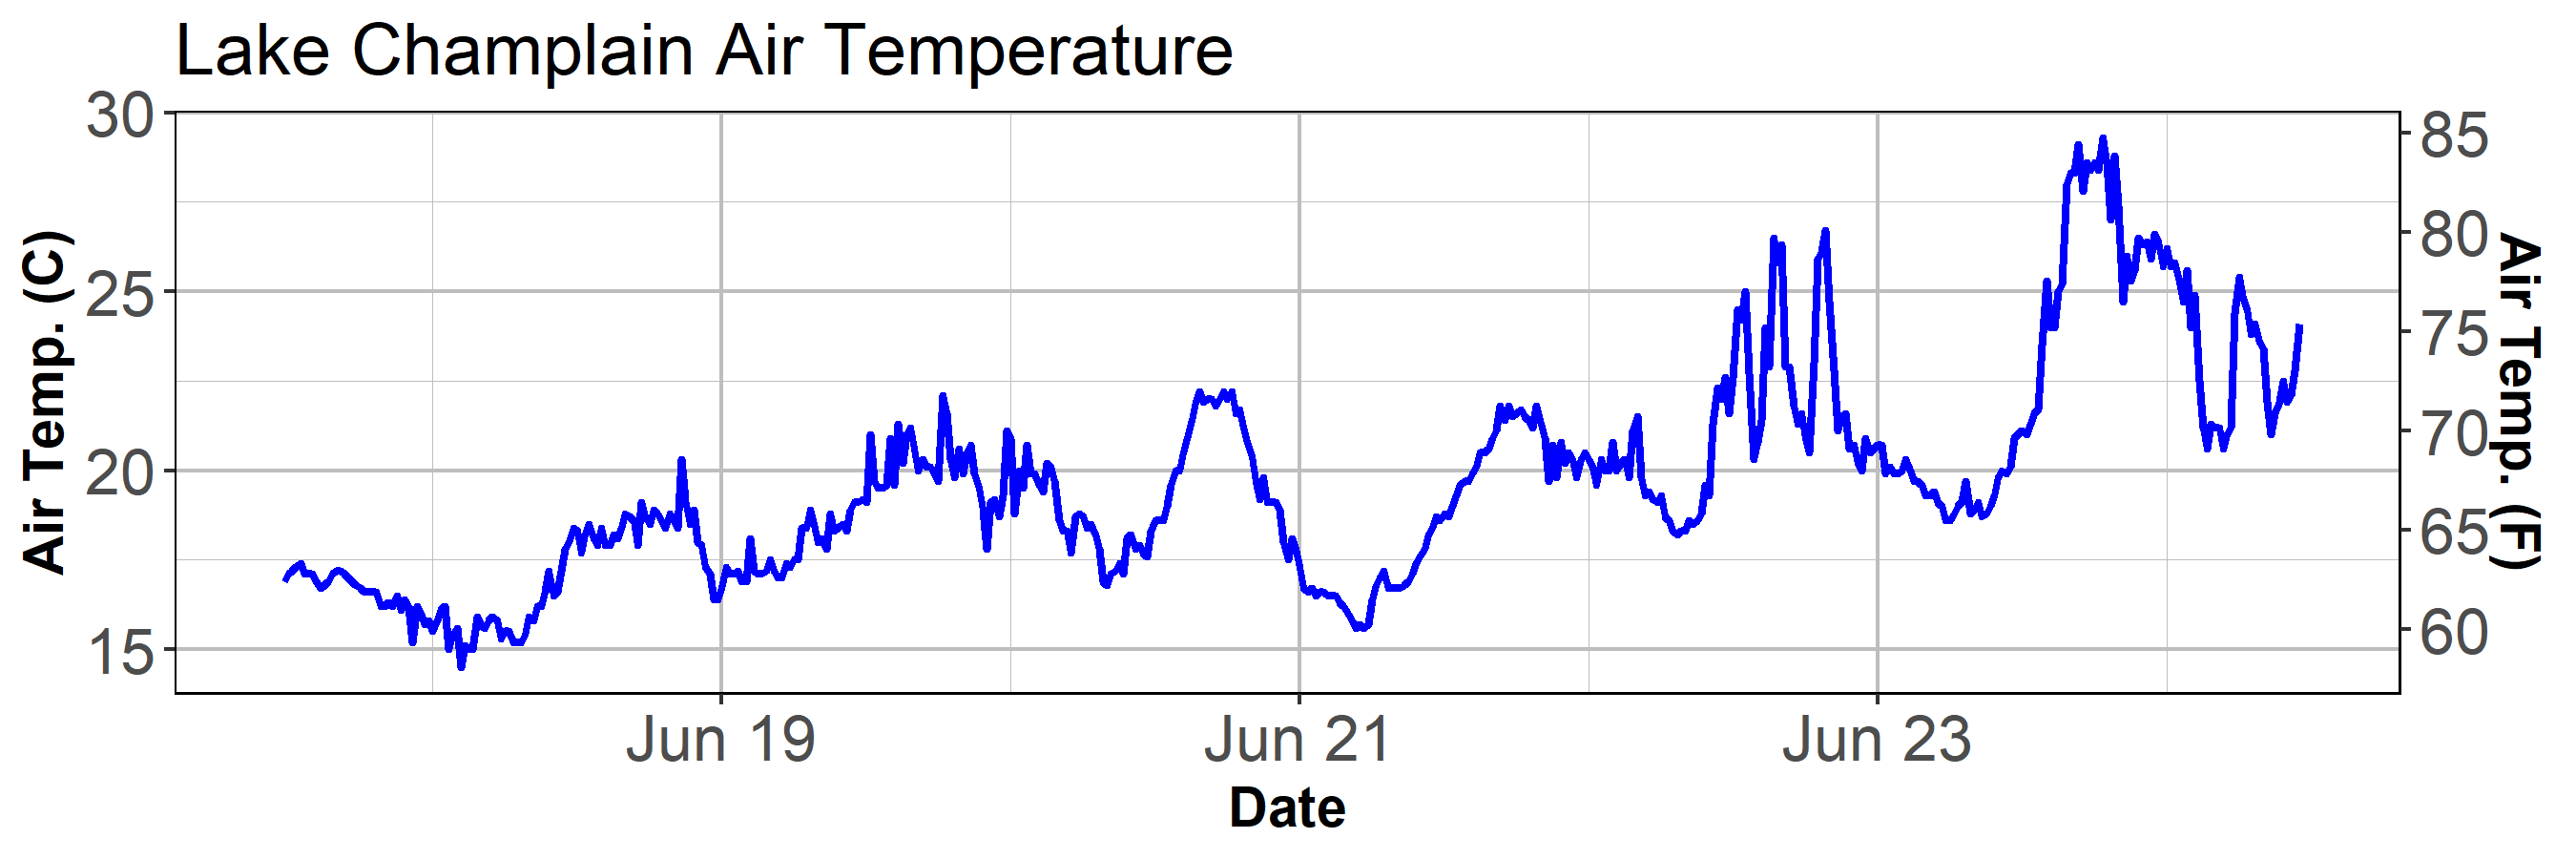 Lake Champlain Air Temperature
30
25
20
15
Air Temp. (C)
85
80
75
70
65
60
Air Temp. (F)
Jun 19
Jun 21
Jun 23
Date